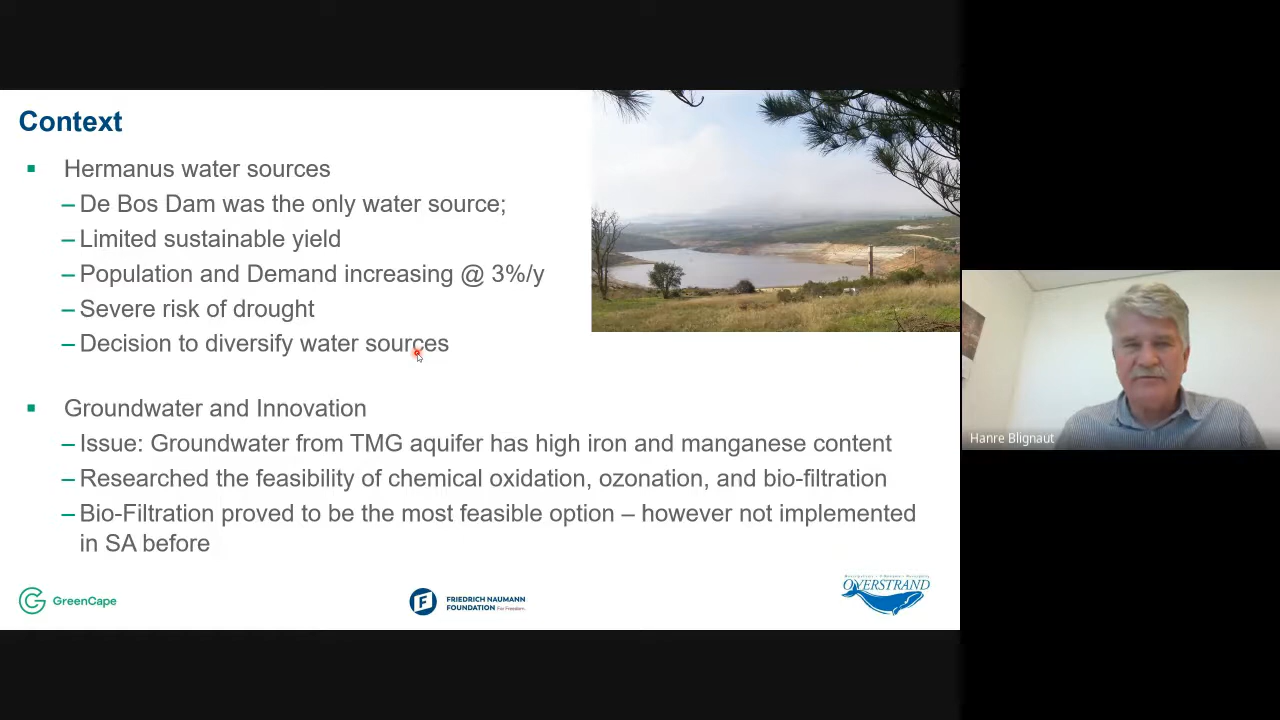 Context
Hermanus water sources
– De Bos Dam was the only water source;
– Limited sustainable yield
– Population and Demand increasing @ 3%/y
– Severe risk of drought
– Decision to diversify water sources
Groundwater and Innovation
– Issue: Groundwater from TMG aquifer has high iron and manganese content
– Researched the feasibility of chemical oxidation, ozonation, and bio-filtration
– Bio-Filtration proved to be the most feasible option – however not implemented
in SA before
GreenCape
FRIEDRICH NAUMANN
FOUNDATION For Freedom.
OVERSTRAND
Hanre Blignaut